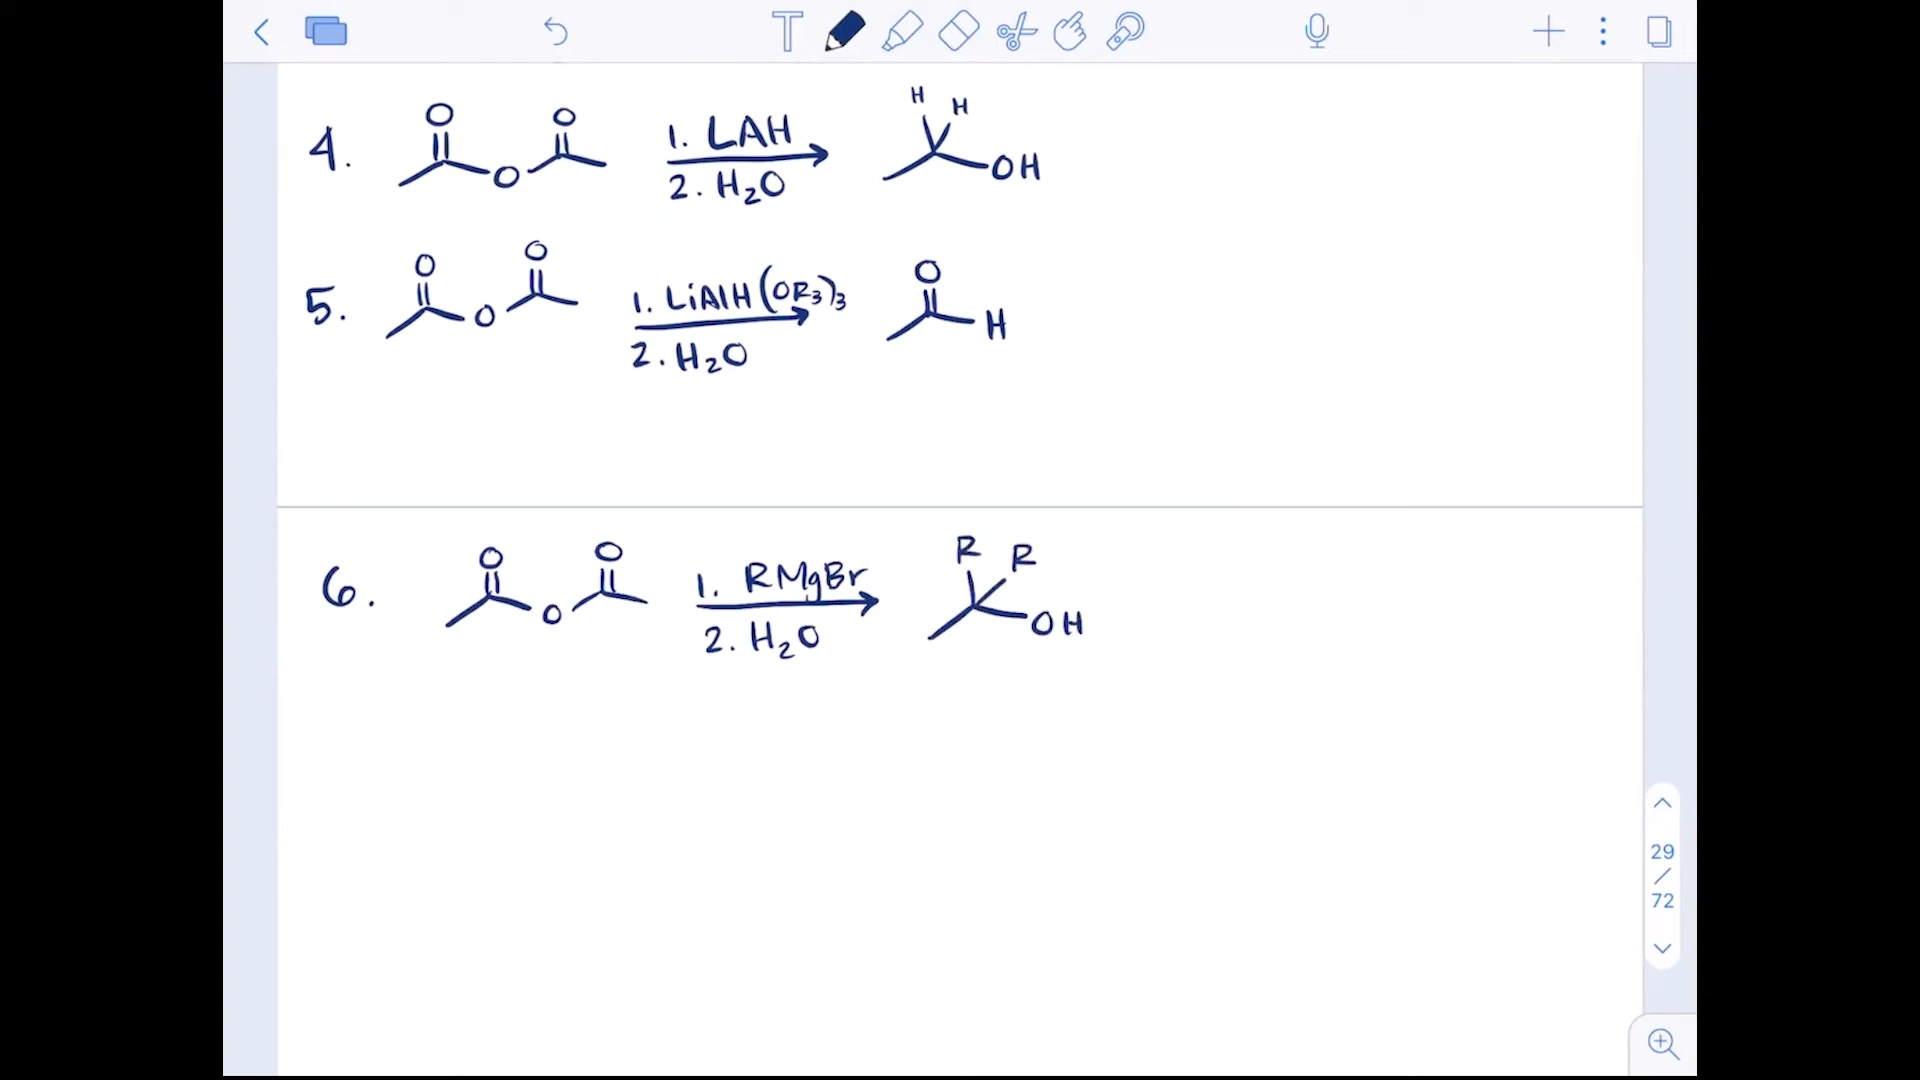 4. O O O 1. LAH 2. H₂O H H OH
5. O O O 1. LiAlH(OR₃)₃ 2. H₂O O H
6. O O O 1. RMgBr 2. H₂O R R OH
29
/
72